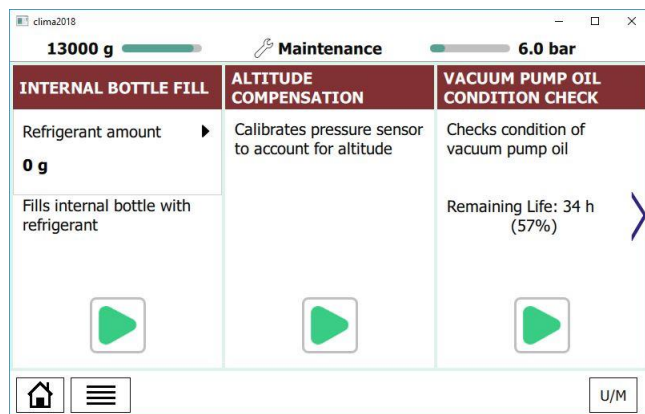 clima2018
13000 g
Maintenance
6.0 bar
INTERNAL BOTTLE FILL
Refrigerant amount
0 g
Fills internal bottle with
refrigerant
ALTITUDE
COMPENSATION
Calibrates pressure sensor
to account for altitude
VACUUM PUMP OIL
CONDITION CHECK
Checks condition of
vacuum pump oil
Remaining Life: 34 h
(57%)
U/M